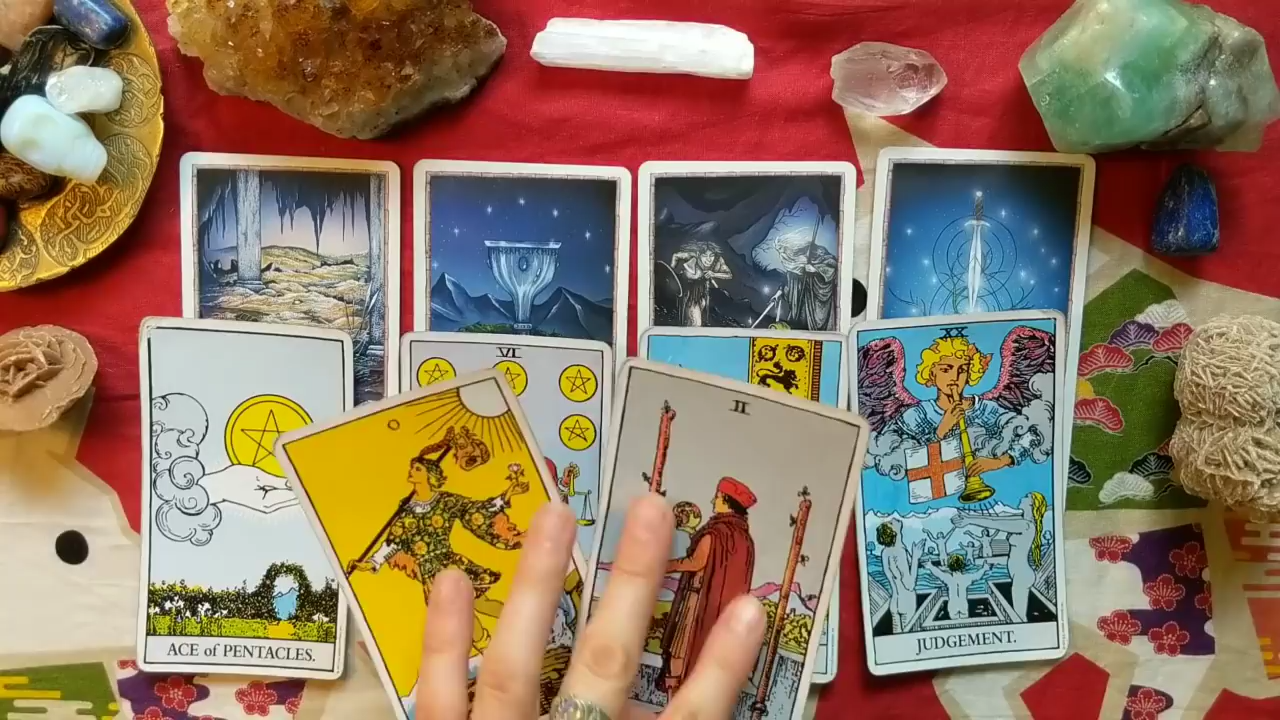 XX
VI
II
ACE of PENTACLES.
JUDGEMENT.